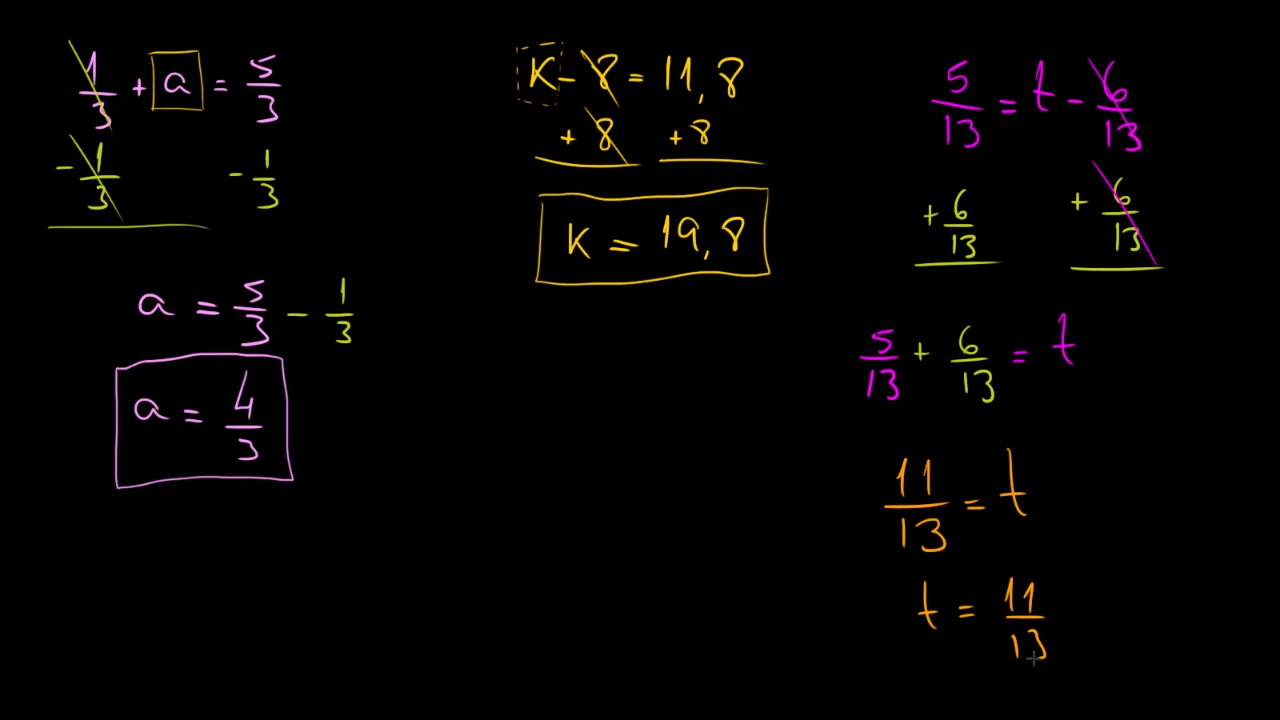 1/3 + a = 5/3
- 1/3 - 1/3
a = 5/3 - 1/3
a = 4/3
K - 8 = 11,8
+ 8 + 8
K = 19,8
5/13 = t - 6/13
+ 6/13 + 6/13
5/13 + 6/13 = t
11/13 = t
t = 11/13